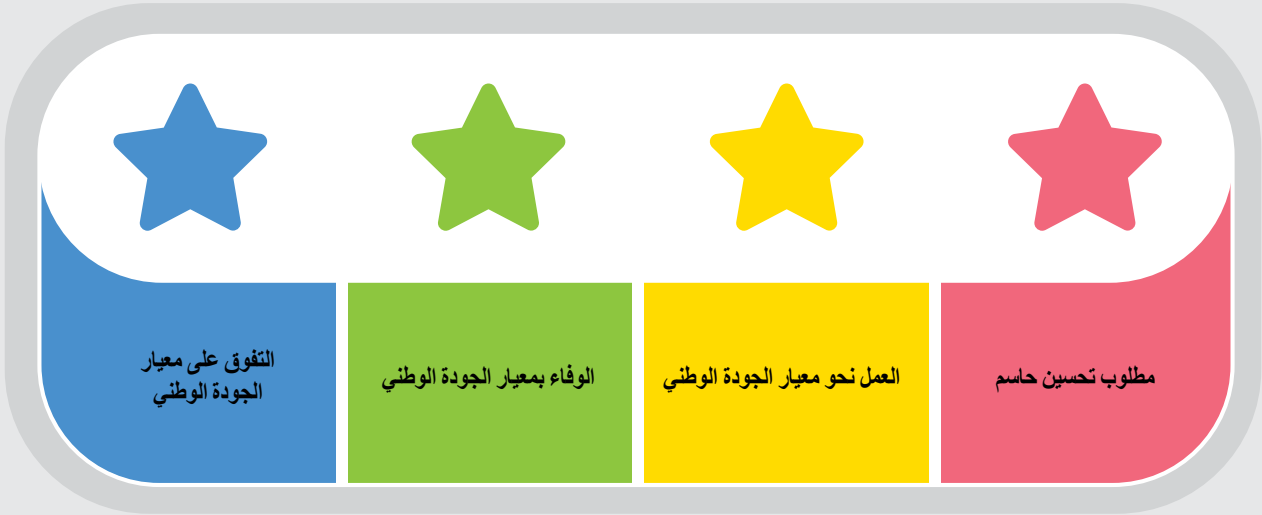 مطلوب تحسين حاسم
العمل نحو معيار الجودة الوطني
الوفاء بمعيار الجودة الوطني
التفوق على معيار
الجودة الوطني